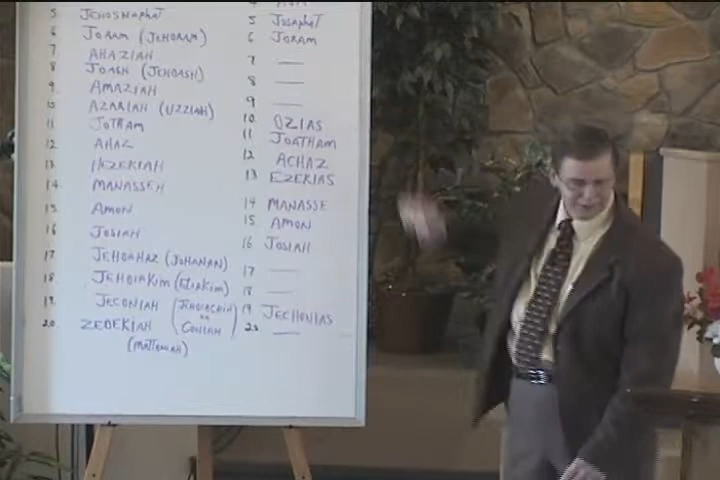 5 JEHOSHAPHAT 5 JOSAPHAT
6 JORAM (JEHORAM) 6 JORAM
7 AHAZIAH 7 —
8 JOASH (JEHOASH) 8 —
9. AMAZIAH 9 —
10 AZARIAH (UZZIAH) 10 OZIAS
11 JOTHAM 11 JOATHAM
12 AHAZ 12 ACHAZ
13 HEZEKIAH 13 EZEKIAS
14. MANASSEH 14 MANASSE
15 AMON 15 AMON
16 JOSIAH 16 JOSIAH
17 JEHOAHAZ (JOHANAN) 17 —
18 JEHOIAKIM (ELIAKIM) 18 —
19. JECONIAH (JEHOIACHIN OR CONIAH) 19 JECHONIAS
20. ZEDEKIAH 20 —
(MATTANIAH)